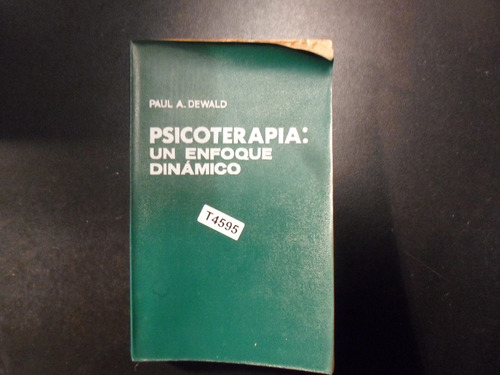 PAUL A. DEWALD
PSICOTERAPIA:
UN ENFOQUE
DINÁMICO
T4595